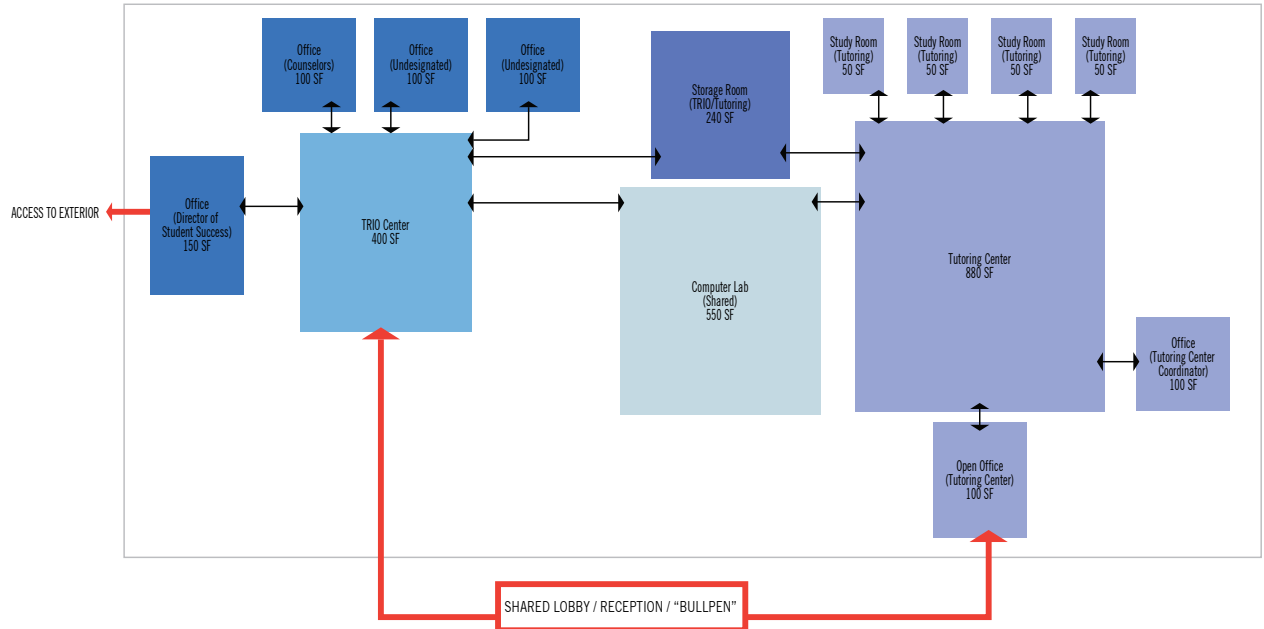 Office
(Counselors)
100 SF
Office
(Undesignated)
100 SF
Office
(Undesignated)
100 SF
Storage Room
(TRIO/Tutoring)
240 SF
Study Room
(Tutoring)
50 SF
Study Room
(Tutoring)
50 SF
Study Room
(Tutoring)
50 SF
Study Room
(Tutoring)
50 SF
ACCESS TO EXTERIOR
Office
(Director of
Student Success)
150 SF
TRIO Center
400 SF
Computer Lab
(Shared)
550 SF
Tutoring Center
880 SF
Office
(Tutoring Center
Coordinator)
100 SF
Open Office
(Tutoring Center)
100 SF
SHARED LOBBY / RECEPTION / “BULLPEN”